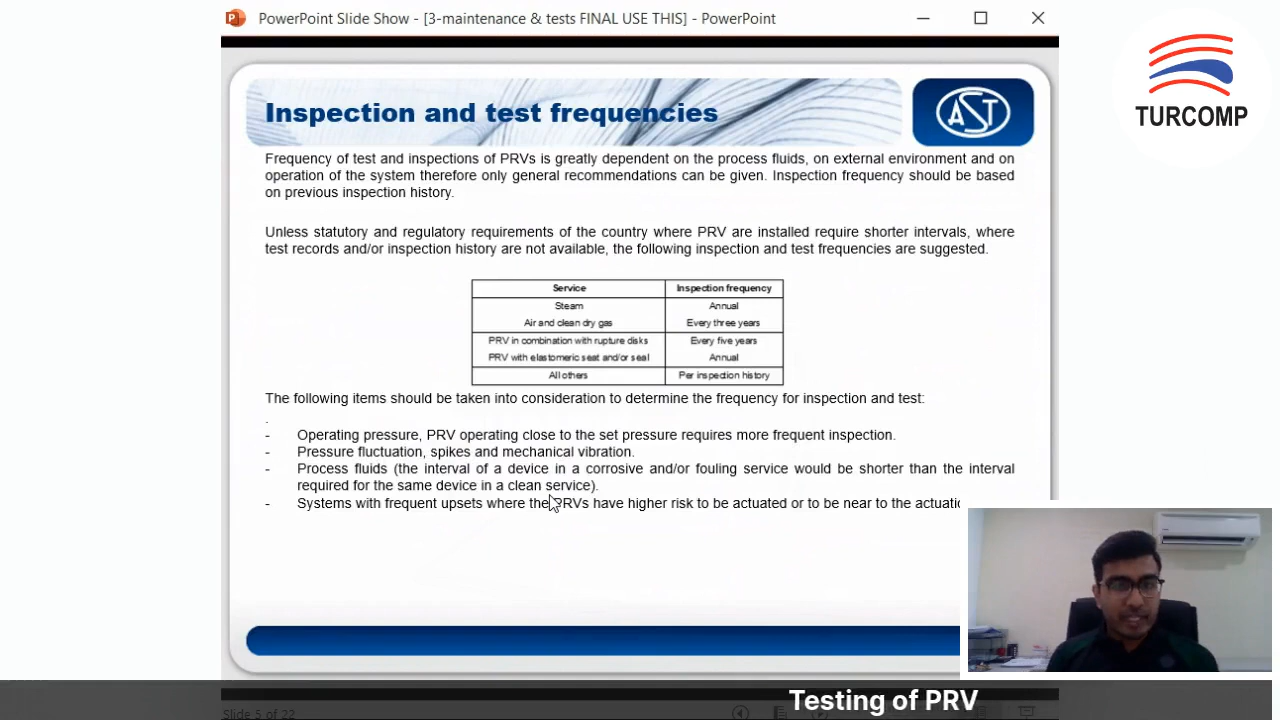 PowerPoint Slide Show - [3-maintenance & tests FINAL USE THIS] - PowerPoint
TURCOMP
Inspection and test frequencies
AST
Frequency of test and inspections of PRVs is greatly dependent on the process fluids, on external environment and on
operation of the system therefore only general recommendations can be given. Inspection frequency should be based
on previous inspection history.
Unless statutory and regulatory requirements of the country where PRV are installed require shorter intervals, where
test records and/or inspection history are not available, the following inspection and test frequencies are suggested.
Service Inspection frequency
Steam Annual
Air and clean dry gas Every three years
PRV in combination with rupture disks Every five years
PRV with elastomeric seat and/or seal Annual
All others Per inspection history
The following items should be taken into consideration to determine the frequency for inspection and test:
.
- Operating pressure, PRV operating close to the set pressure requires more frequent inspection.
- Pressure fluctuation, spikes and mechanical vibration.
- Process fluids (the interval of a device in a corrosive and/or fouling service would be shorter than the interval
required for the same device in a clean service).
- Systems with frequent upsets where the PRVs have higher risk to be actuated or to be near to the actuatio
Testing of PRV
Slide 5 of 22